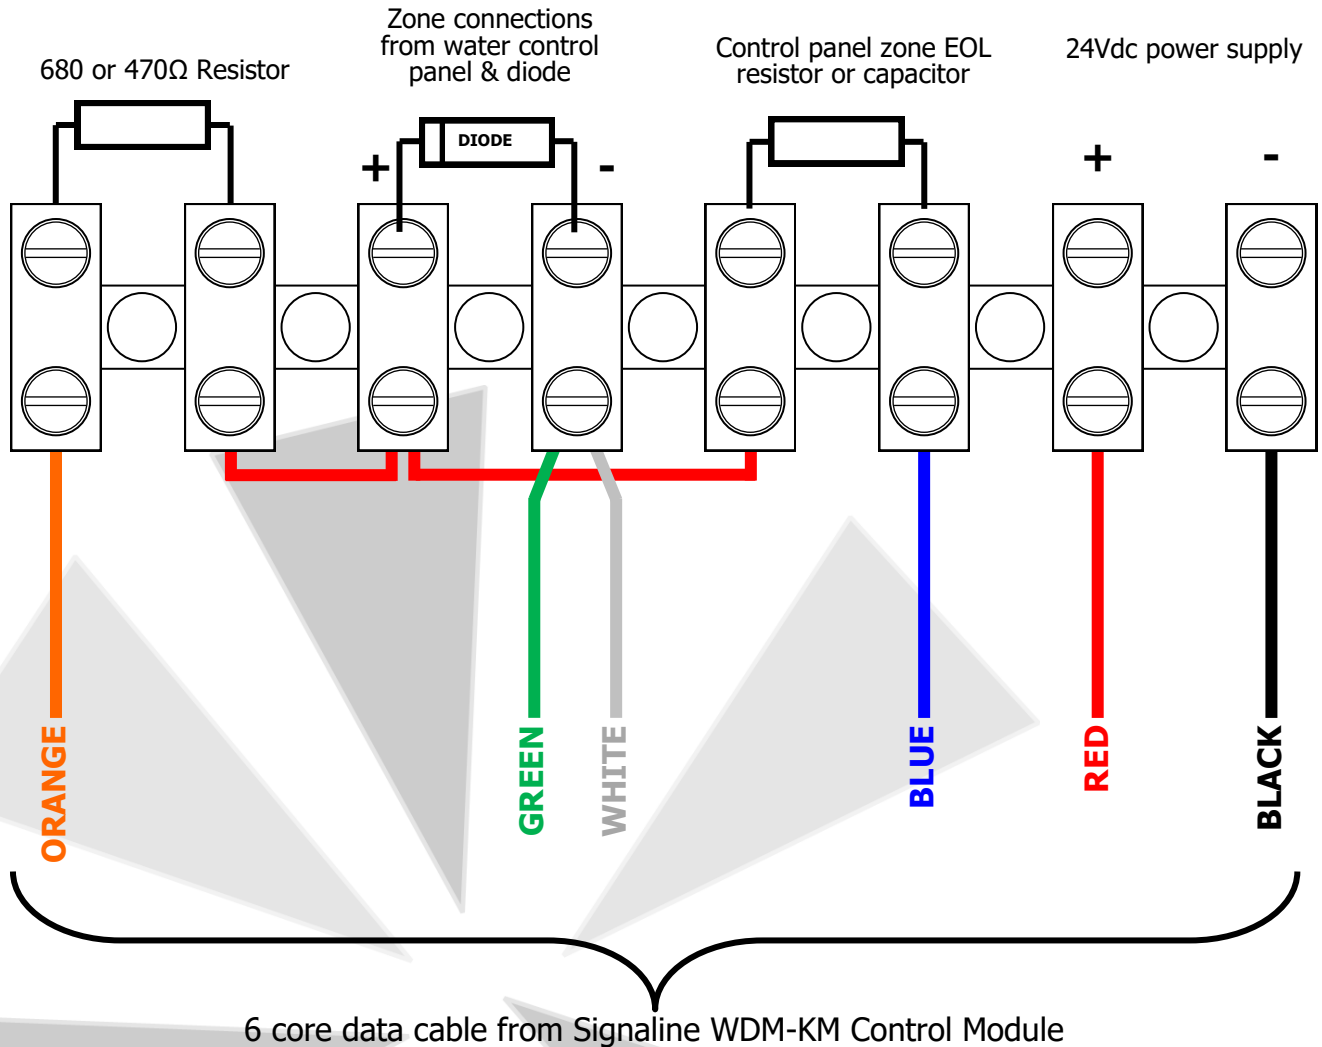 680 or 470Ω Resistor
Zone connections
from water control
panel & diode
Control panel zone EOL
resistor or capacitor
24Vdc power supply
+
DIODE
-
+
-
ORANGE
GREEN
WHITE
BLUE
RED
BLACK
6 core data cable from Signaline WDM-KM Control Module